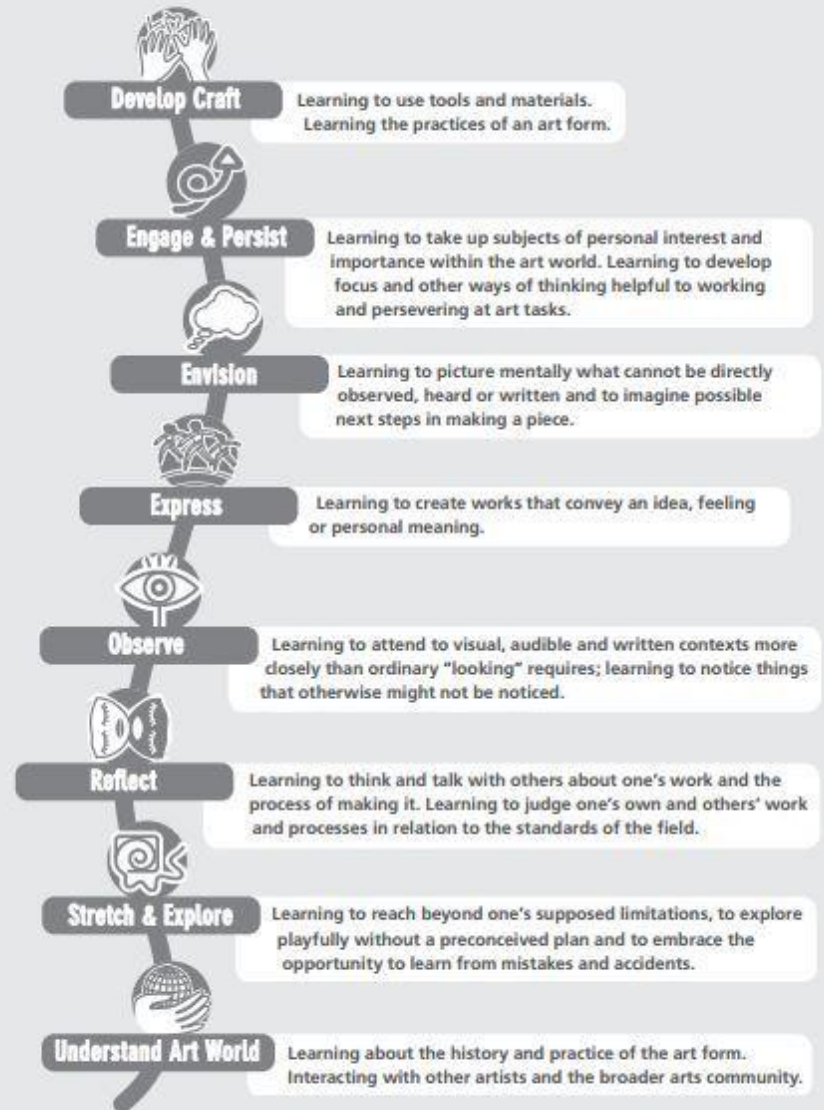 Develop Craft
Learning to use tools and materials.
Learning the practices of an art form.
Engage & Persist
Learning to take up subjects of personal interest and
importance within the art world. Learning to develop
focus and other ways of thinking helpful to working
and persevering at art tasks.
Envision
Learning to picture mentally what cannot be directly
observed, heard or written and to imagine possible
next steps in making a piece.
Express
Learning to create works that convey an idea, feeling
or personal meaning.
Observe
Learning to attend to visual, audible and written contexts more
closely than ordinary “looking” requires; learning to notice things
that otherwise might not be noticed.
Reflect
Learning to think and talk with others about one’s work and the
process of making it. Learning to judge one’s own and others’ work
and processes in relation to the standards of the field.
Stretch & Explore
Learning to reach beyond one’s supposed limitations, to explore
playfully without a preconceived plan and to embrace the
opportunity to learn from mistakes and accidents.
Understand Art World
Learning about the history and practice of the art form.
Interacting with other artists and the broader arts community.